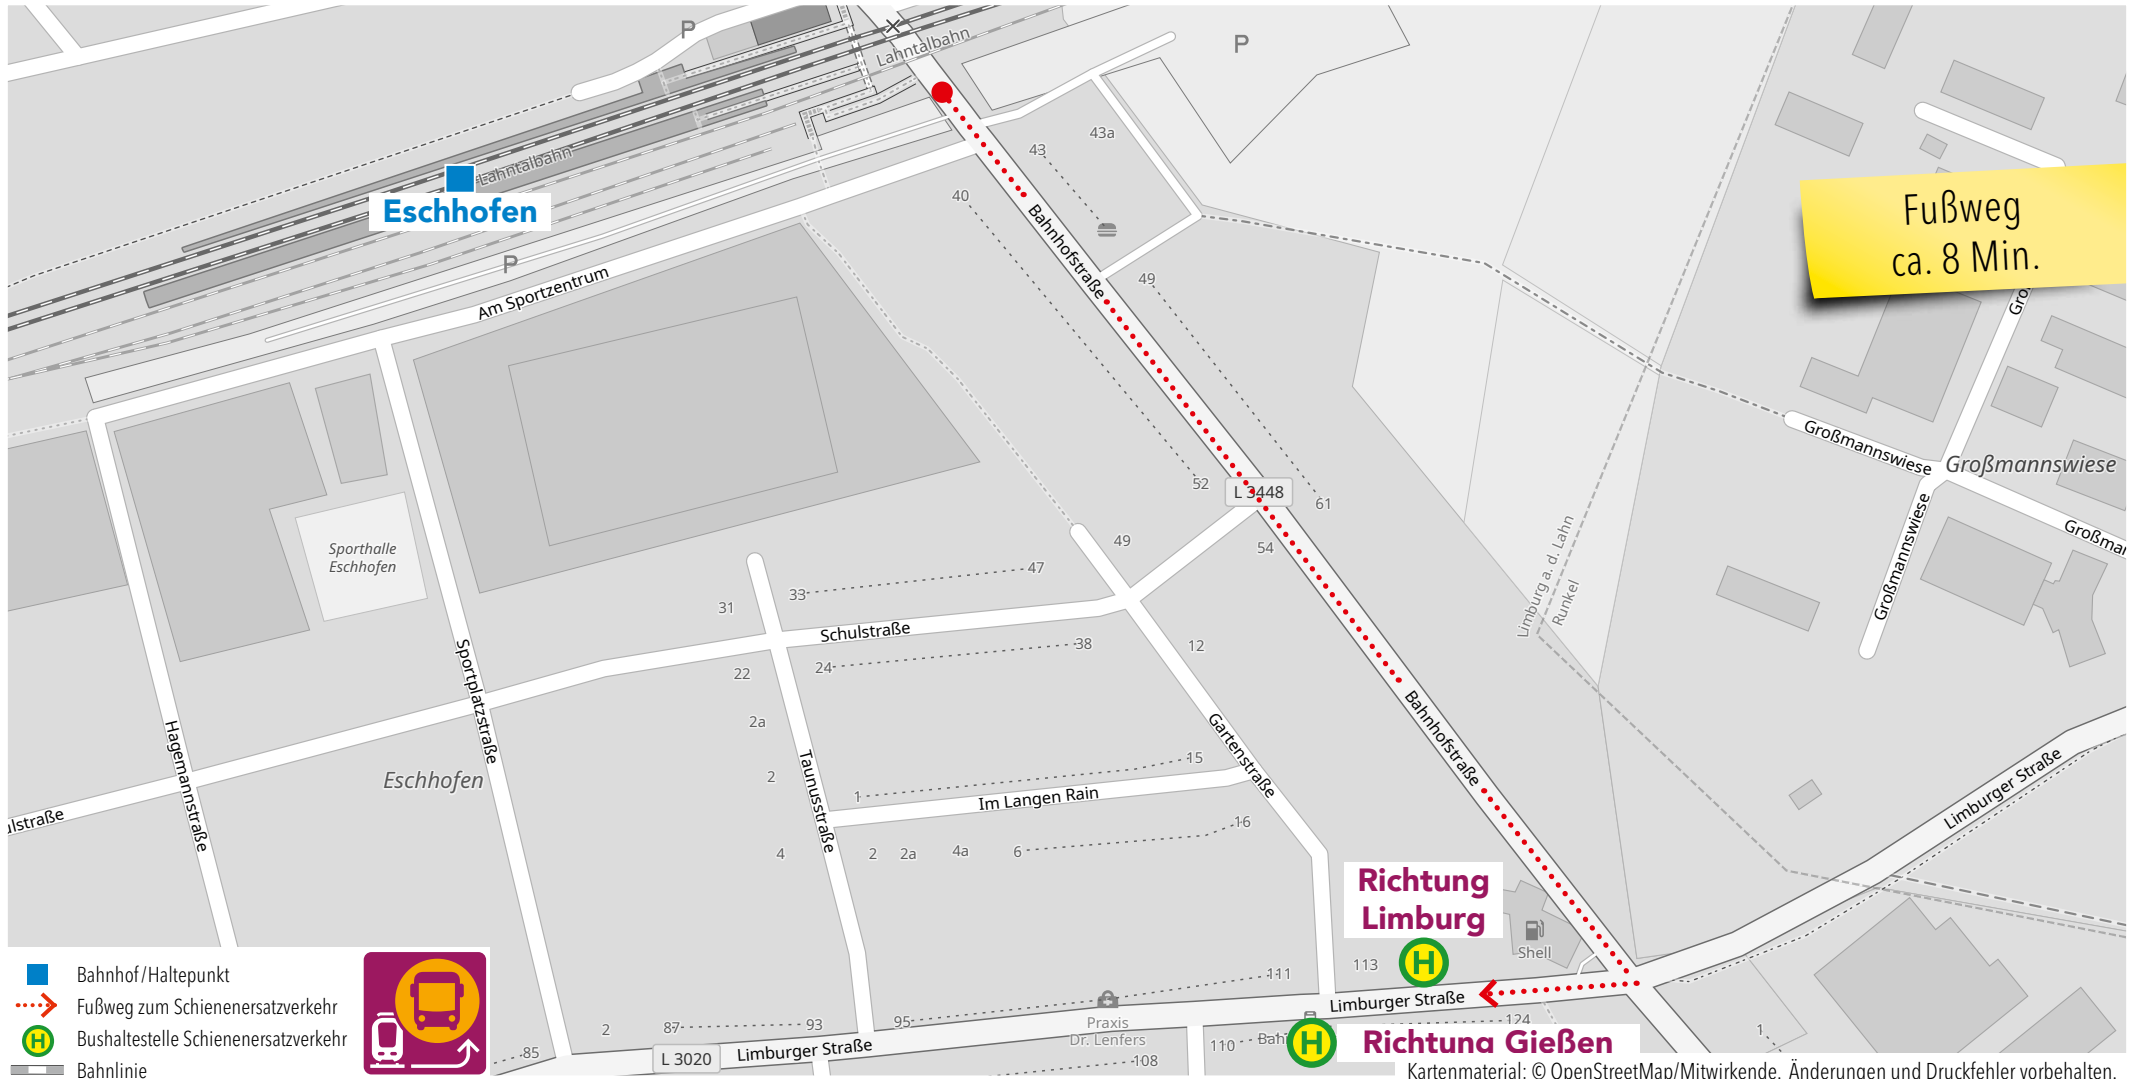 P
Lahntalbahn
P
43a
43
40
Lahntalbahn
Eschhofen
P
Am Sportzentrum
Bahnhofstraße
49
Fußweg
ca. 8 Min.
Großmannswiese
Großmannswiese
Großmannswiese
52
L 3448
61
54
49
Sporthalle
Eschhofen
Limburg a. d. Lahn
Runkel
33
47
31
Schulstraße
24
38
12
22
2a
Sportplatzstraße
Hagemannstraße
Eschhofen
Taunusstraße
Gartenstraße
Bahnhofstraße
2
15
1
Im Langen Rain
16
4
2
2a
4a
6
Limburger Straße
Richtung
Limburg
H
Shell
113
111
Limburger Straße
Praxis
Dr. Lenfers
2
87
93
95
124
85
L 3020
Limburger Straße
110
108
H
Richtung Gießen
1
Bahnhof/Haltepunkt
Fußweg zum Schienenersatzverkehr
H
Bushaltestelle Schienenersatzverkehr
Bahnlinie
Kartenmaterial: © OpenStreetMap/Mitwirkende. Änderungen und Druckfehler vorbehalten.